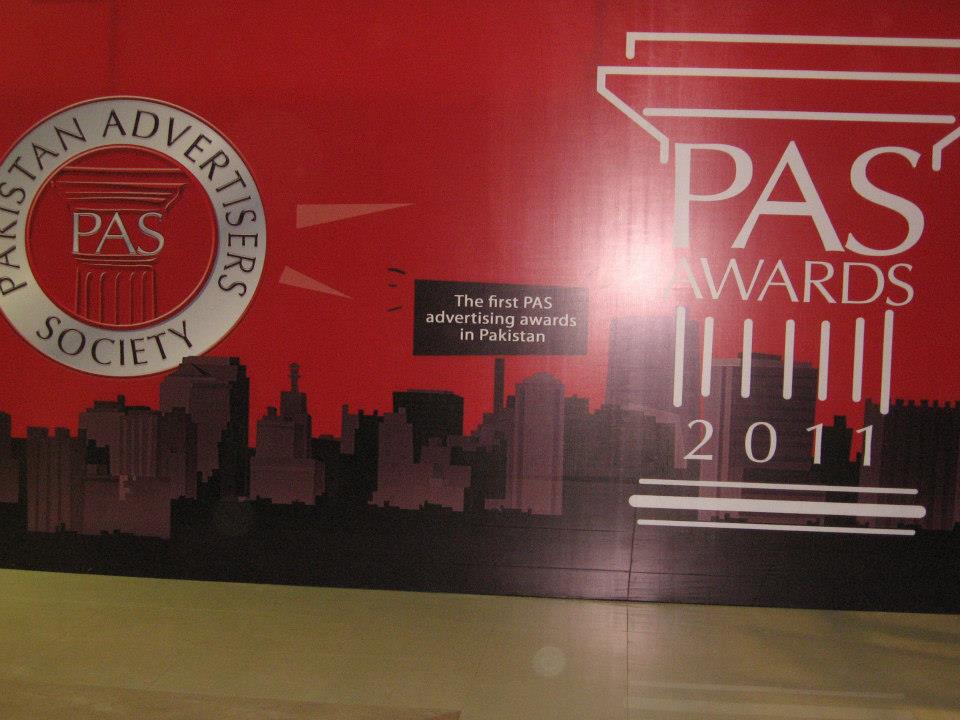 PAKISTAN ADVERTISERS
PAS
SOCIETY
The first PAS
advertising awards
in Pakistan
PAS
AWARDS
2011